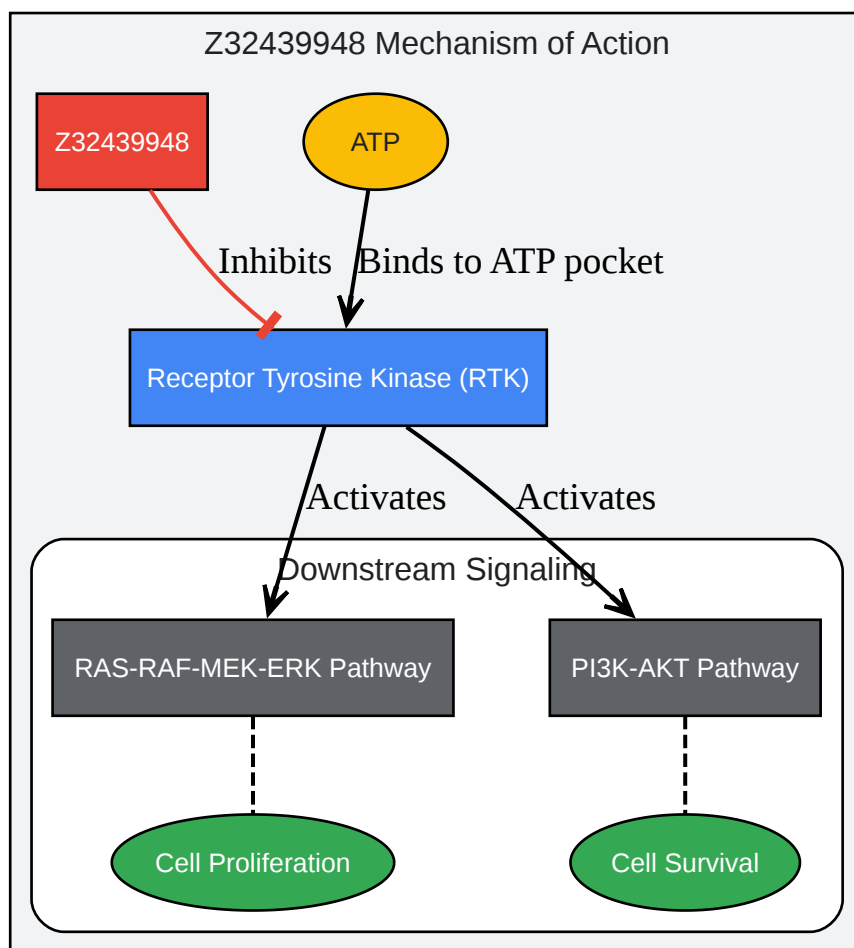 Z32439948 Mechanism of Action
Z32439948
ATP
Inhibits
Binds to ATP pocket
Receptor Tyrosine Kinase (RTK)
Activates
Activates
Downstream Signaling
RAS-RAF-MEK-ERK Pathway
PI3K-AKT Pathway
Cell Proliferation
Cell Survival